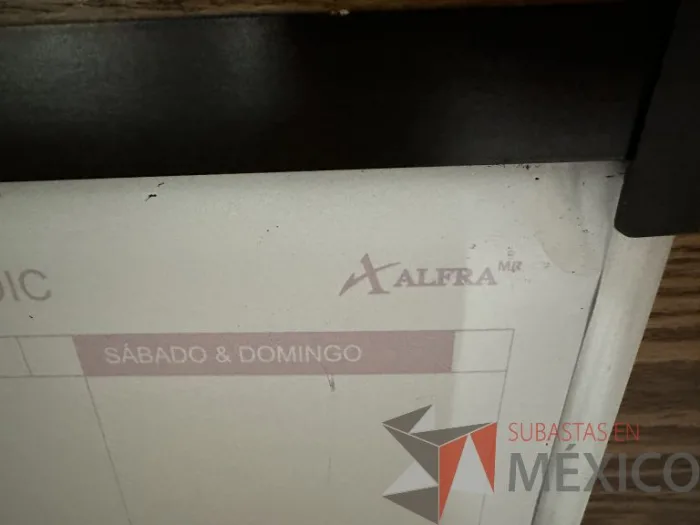 DIC
ALFRA MR
SÁBADO & DOMINGO
SUBASTAS EN
MÉXICO